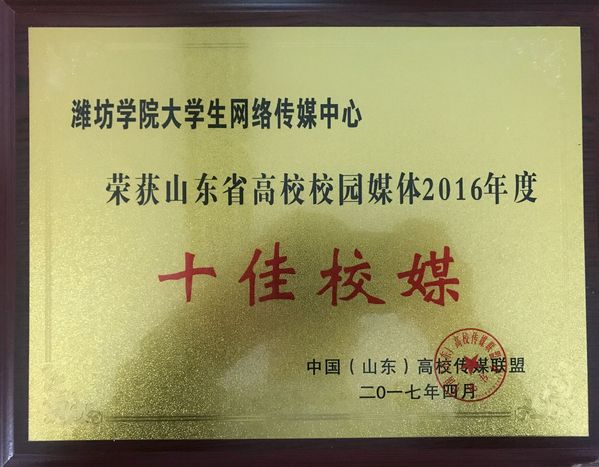 潍坊学院大学生网络传媒中心
荣获山东省高校校园媒体2016年度
十佳校媒
中国（山东）高校传媒联盟
二〇一七年四月